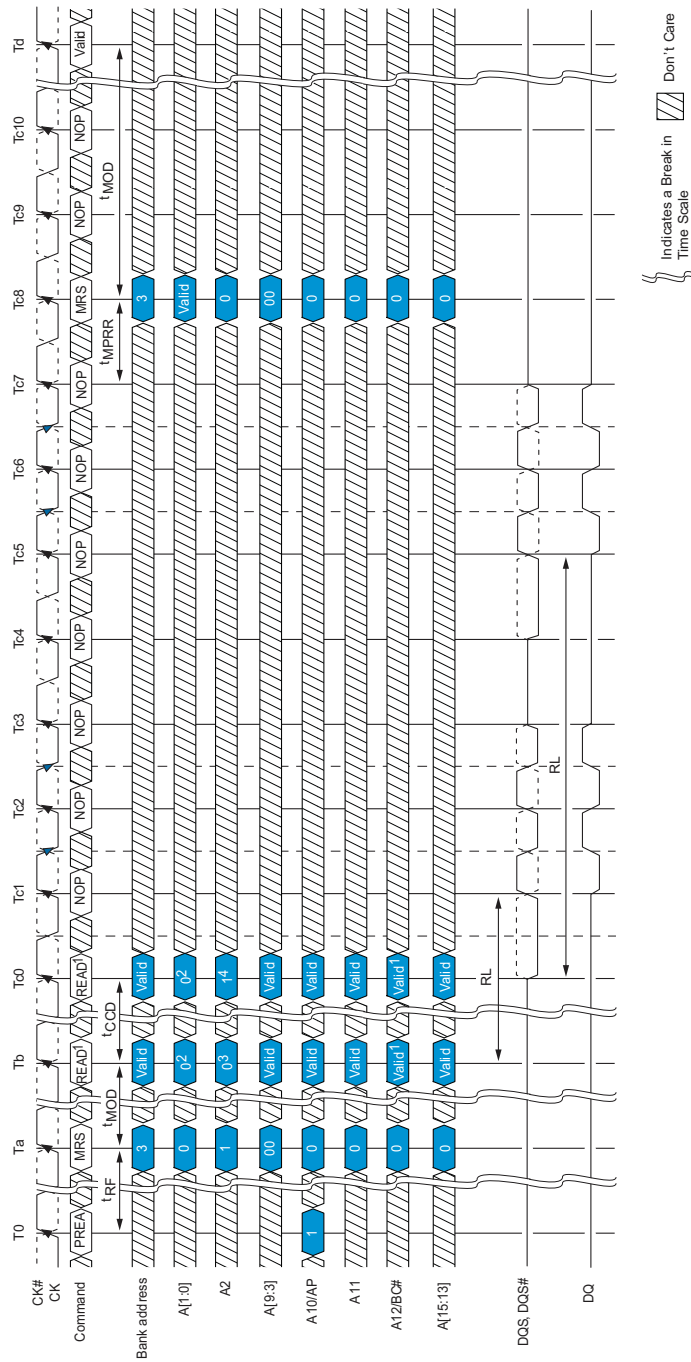 T0 Ta Tb Tc0 Tc1 Tc2 Tc3 Tc4 Tc5 Tc6 Tc7 Tc8 Tc9 Tc10 Td
CK#
CK
Command PREA MRS READ1 READ1 NOP NOP NOP NOP NOP NOP NOP MRS NOP NOP Valid
tRF tMOD tCCD tMPRR tMOD
Bank address 3 Valid Valid 3
A[1:0] 0 02 02 Valid
A2 1 03 14 0
A[9:3] 00 Valid Valid 00
A10/AP 1 0 Valid Valid 0
A11 0 Valid Valid 0
A12/BC# 0 Valid1 Valid1 0
A[15:13] 0 Valid Valid 0
RL
DQS, DQS#
RL
DQ
Indicates a Break in
Time Scale
Don't Care